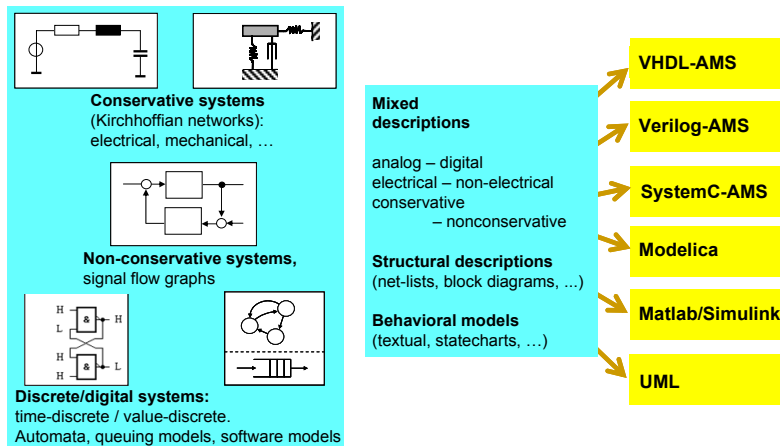 Conservative systems
(Kirchhoffian networks):
electrical, mechanical, …
Non-conservative systems,
signal flow graphs
H
&
H
L
H
&
L
H
Discrete/digital systems:
time-discrete / value-discrete.
Automata, queuing models, software models
Mixed
descriptions
analog – digital
electrical – non-electrical
conservative
– nonconservative
Structural descriptions
(net-lists, block diagrams, ...)
Behavioral models
(textual, statecharts, …)
VHDL-AMS
Verilog-AMS
SystemC-AMS
Modelica
Matlab/Simulink
UML